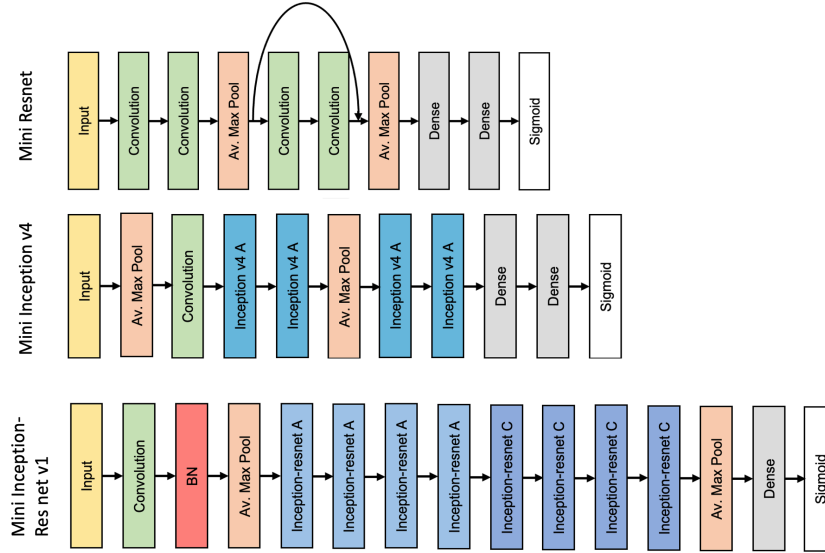 Mini Resnet
Input
Convolution
Convolution
Av. Max Pool
Convolution
Convolution
Av. Max Pool
Dense
Dense
Sigmoid
Mini Inception v4
Input
Av. Max Pool
Convolution
Inception v4 A
Inception v4 A
Av. Max Pool
Inception v4 A
Inception v4 A
Dense
Dense
Sigmoid
Mini Inception-
Res net v1
Input
Convolution
BN
Av. Max Pool
Inception-resnet A
Inception-resnet A
Inception-resnet A
Inception-resnet A
Inception-resnet C
Inception-resnet C
Inception-resnet C
Inception-resnet C
Av. Max Pool
Dense
Sigmoid